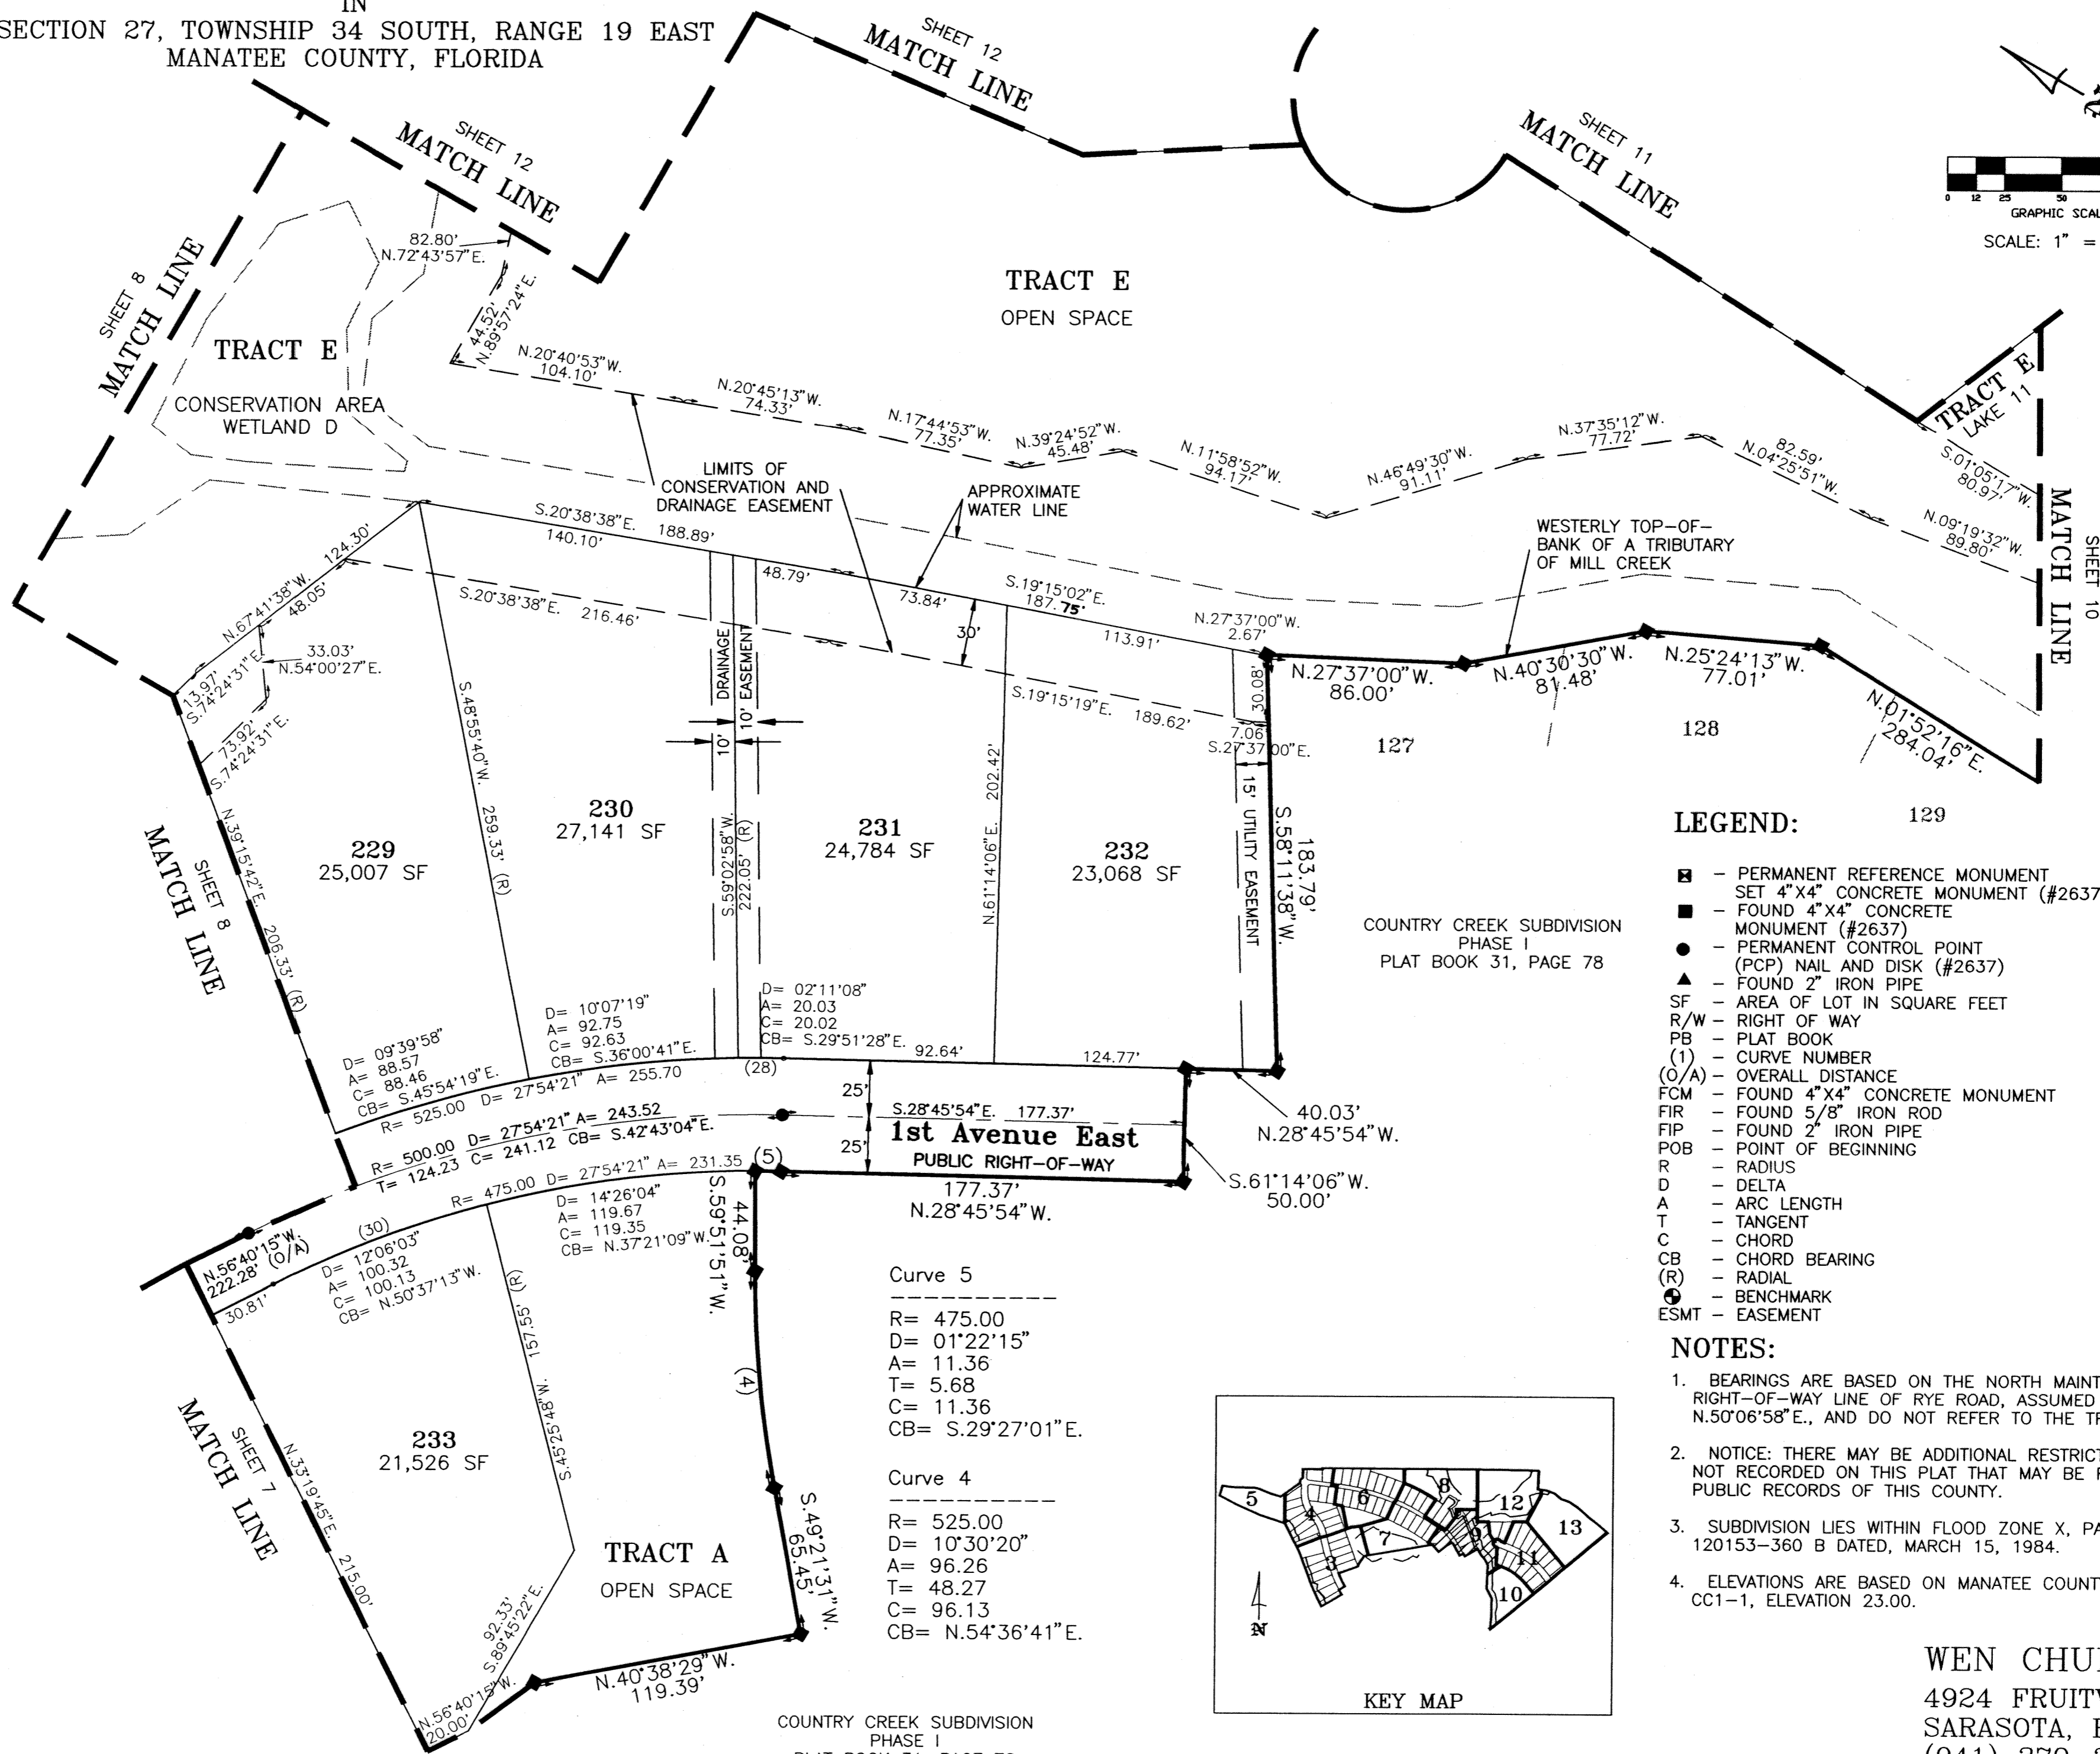 IN
SECTION 27, TOWNSHIP 34 SOUTH, RANGE 19 EAST
MANATEE COUNTY, FLORIDA
SHEET 12
MATCH LINE
SHEET 12
MATCH LINE
SHEET 11
MATCH LINE
0 12 25 50
GRAPHIC
SCALE: 1" =
SHEET 8
MATCH LINE
82.80'
N.72°43'57"E.
44.52'
N.89°57'24"E.
TRACT E
OPEN SPACE
TRACT E
CONSERVATION AREA
WETLAND D
TRACT E
LAKE 11
N.20°40'53"W.
104.10'
N.20°45'13"W.
74.33'
N.17°44'53"W.
77.35'
N.39°24'52"W.
45.48'
N.11°58'52"W.
94.17'
N.46°49'30"W.
91.11'
N.37°35'12"W.
77.72'
82.59'
N.04°25'51"W.
S.01°05'17"W.
80.97'
N.09°19'32"W.
89.80'
SHEET 10
MATCH LINE
LIMITS OF
CONSERVATION AND
DRAINAGE EASEMENT
APPROXIMATE
WATER LINE
WESTERLY TOP-OF-
BANK OF A TRIBUTARY
OF MILL CREEK
S.20°38'38"E. 188.89'
140.10'
48.79'
73.84'
S.19°15'02"E.
187.75'
113.91'
N.27°37'00"W.
2.67'
124.30'
N.67°41'38"W.
48.05'
33.03'
N.54°00'27"E.
13.97'
S.74°24'31"E.
73.92'
S.74°24'31"E.
S.20°38'38"E. 216.46'
30'
S.19°15'19"E. 189.62'
30.08'
7.06'
S.27°37'00"E.
N.27°37'00"W.
86.00'
N.40°30'30"W.
81.48'
N.25°24'13"W.
77.01'
N.01°52'16"E.
284.04'
127
128
129
DRAINAGE
10' EASEMENT
10'
S.48°55'40"W. 259.33' (R)
S.59°02'58"W.
222.05' (R)
N.61°14'06"E. 202.42'
15' UTILITY EASEMENT
183.79'
S.58°11'38"W.
229
25,007 SF
230
27,141 SF
231
24,784 SF
232
23,068 SF
SHEET 8
MATCH LINE
N.39°15'42"E. 206.33' (R)
COUNTRY CREEK SUBDIVISION
PHASE I
PLAT BOOK 31, PAGE 78
D= 09°39'58"
A= 88.57
C= 88.46
CB= S.45°54'19"E.
D= 10°07'19"
A= 92.75
C= 92.63
CB= S.36°00'41"E.
D= 02°11'08"
A= 20.03
C= 20.02
CB= S.29°51'28"E.
92.64'
124.77'
(28)
R= 525.00 D= 27°54'21" A= 255.70
R= 500.00 D= 27°54'21" A= 243.52
T= 124.23 C= 241.12 CB= S.42°43'04"E.
25'
25'
S.28°45'54"E. 177.37'
1st Avenue East
PUBLIC RIGHT-OF-WAY
40.03'
N.28°45'54"W.
S.61°14'06"W.
50.00'
177.37'
N.28°45'54"W.
(5)
R= 475.00 D= 27°54'21" A= 231.35
(30)
N.56°40'15"W.
222.28' (O/A)
30.81'
D= 12°06'03"
A= 100.32
C= 100.13
CB= N.50°37'13"W.
D= 14°26'04"
A= 119.67
C= 119.35
CB= N.37°21'09"W.
44.08'
S.59°51'51"W.
(4)
S.45°25'48"W. 157.55' (R)
SHEET 7
MATCH LINE
N.33°19'45"E. 215.00'
233
21,526 SF
TRACT A
OPEN SPACE
S.49°21'31"W.
65.45'
92.33'
S.89°45'22"E.
N.56°40'15"W.
20.00'
N.40°38'29"W.
119.39'
COUNTRY CREEK SUBDIVISION
PHASE I
Curve 5
R= 475.00
D= 01°22'15"
A= 11.36
T= 5.68
C= 11.36
CB= S.29°27'01"E.
Curve 4
R= 525.00
D= 10°30'20"
A= 96.26
T= 48.27
C= 96.13
CB= N.54°36'41"E.
LEGEND:
– PERMANENT REFERENCE MONUMENT
SET 4"X4" CONCRETE MONUMENT (#2637
– FOUND 4"X4" CONCRETE
MONUMENT (#2637)
– PERMANENT CONTROL POINT
(PCP) NAIL AND DISK (#2637)
– FOUND 2" IRON PIPE
SF – AREA OF LOT IN SQUARE FEET
R/W – RIGHT OF WAY
PB – PLAT BOOK
(1) – CURVE NUMBER
(O/A) – OVERALL DISTANCE
FCM – FOUND 4"X4" CONCRETE MONUMENT
FIR – FOUND 5/8" IRON ROD
FIP – FOUND 2" IRON PIPE
POB – POINT OF BEGINNING
R – RADIUS
D – DELTA
A – ARC LENGTH
T – TANGENT
C – CHORD
CB – CHORD BEARING
(R) – RADIAL
– BENCHMARK
ESMT – EASEMENT
NOTES:
1. BEARINGS ARE BASED ON THE NORTH MAINT
RIGHT-OF-WAY LINE OF RYE ROAD, ASSUMED
N.50°06'58"E., AND DO NOT REFER TO THE
2. NOTICE: THERE MAY BE ADDITIONAL RESTRICT
NOT RECORDED ON THIS PLAT THAT MAY BE
PUBLIC RECORDS OF THIS COUNTY.
3. SUBDIVISION LIES WITHIN FLOOD ZONE X,
120153-360 B DATED, MARCH 15, 1984.
4. ELEVATIONS ARE BASED ON MANATEE COUNT
CC1-1, ELEVATION 23.00.
5 4 3 6 7 8 9 12 11 10 13
N
KEY MAP
WEN
4924
SARASOTA,